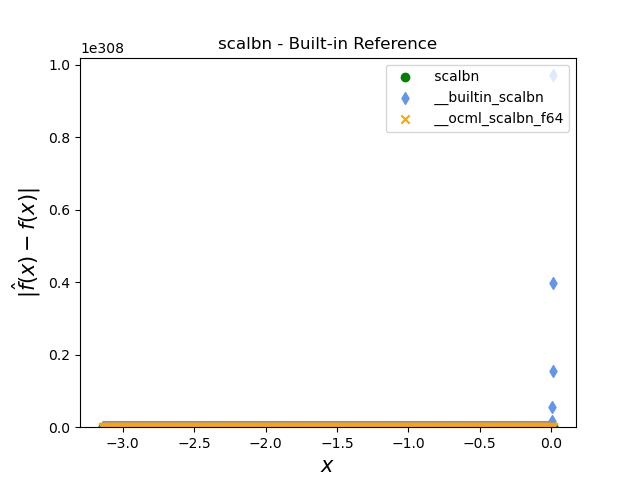 scalbn - Built-in Reference
1e308
1.0
0.8
0.6
0.4
0.2
0.0
|f̂(x) − f(x)|
scalbn
__builtin_scalbn
__ocml_scalbn_f64
−3.0 −2.5 −2.0 −1.5 −1.0 −0.5 0.0
x